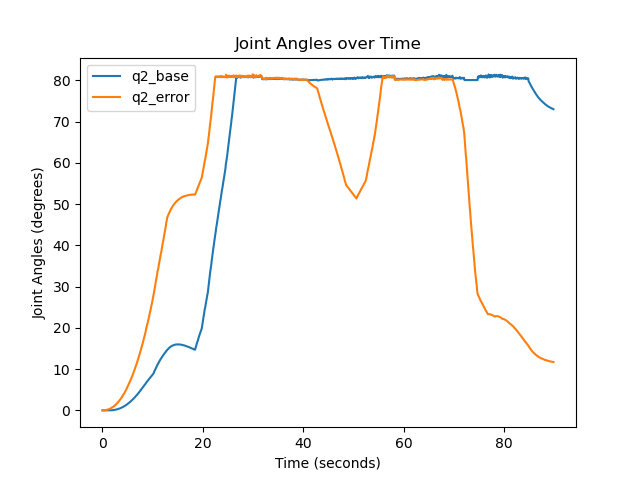 Joint Angles over Time
q2_base
q2_error
Joint Angles (degrees)
80
70
60
50
40
30
20
10
0
0 20 40 60 80
Time (seconds)